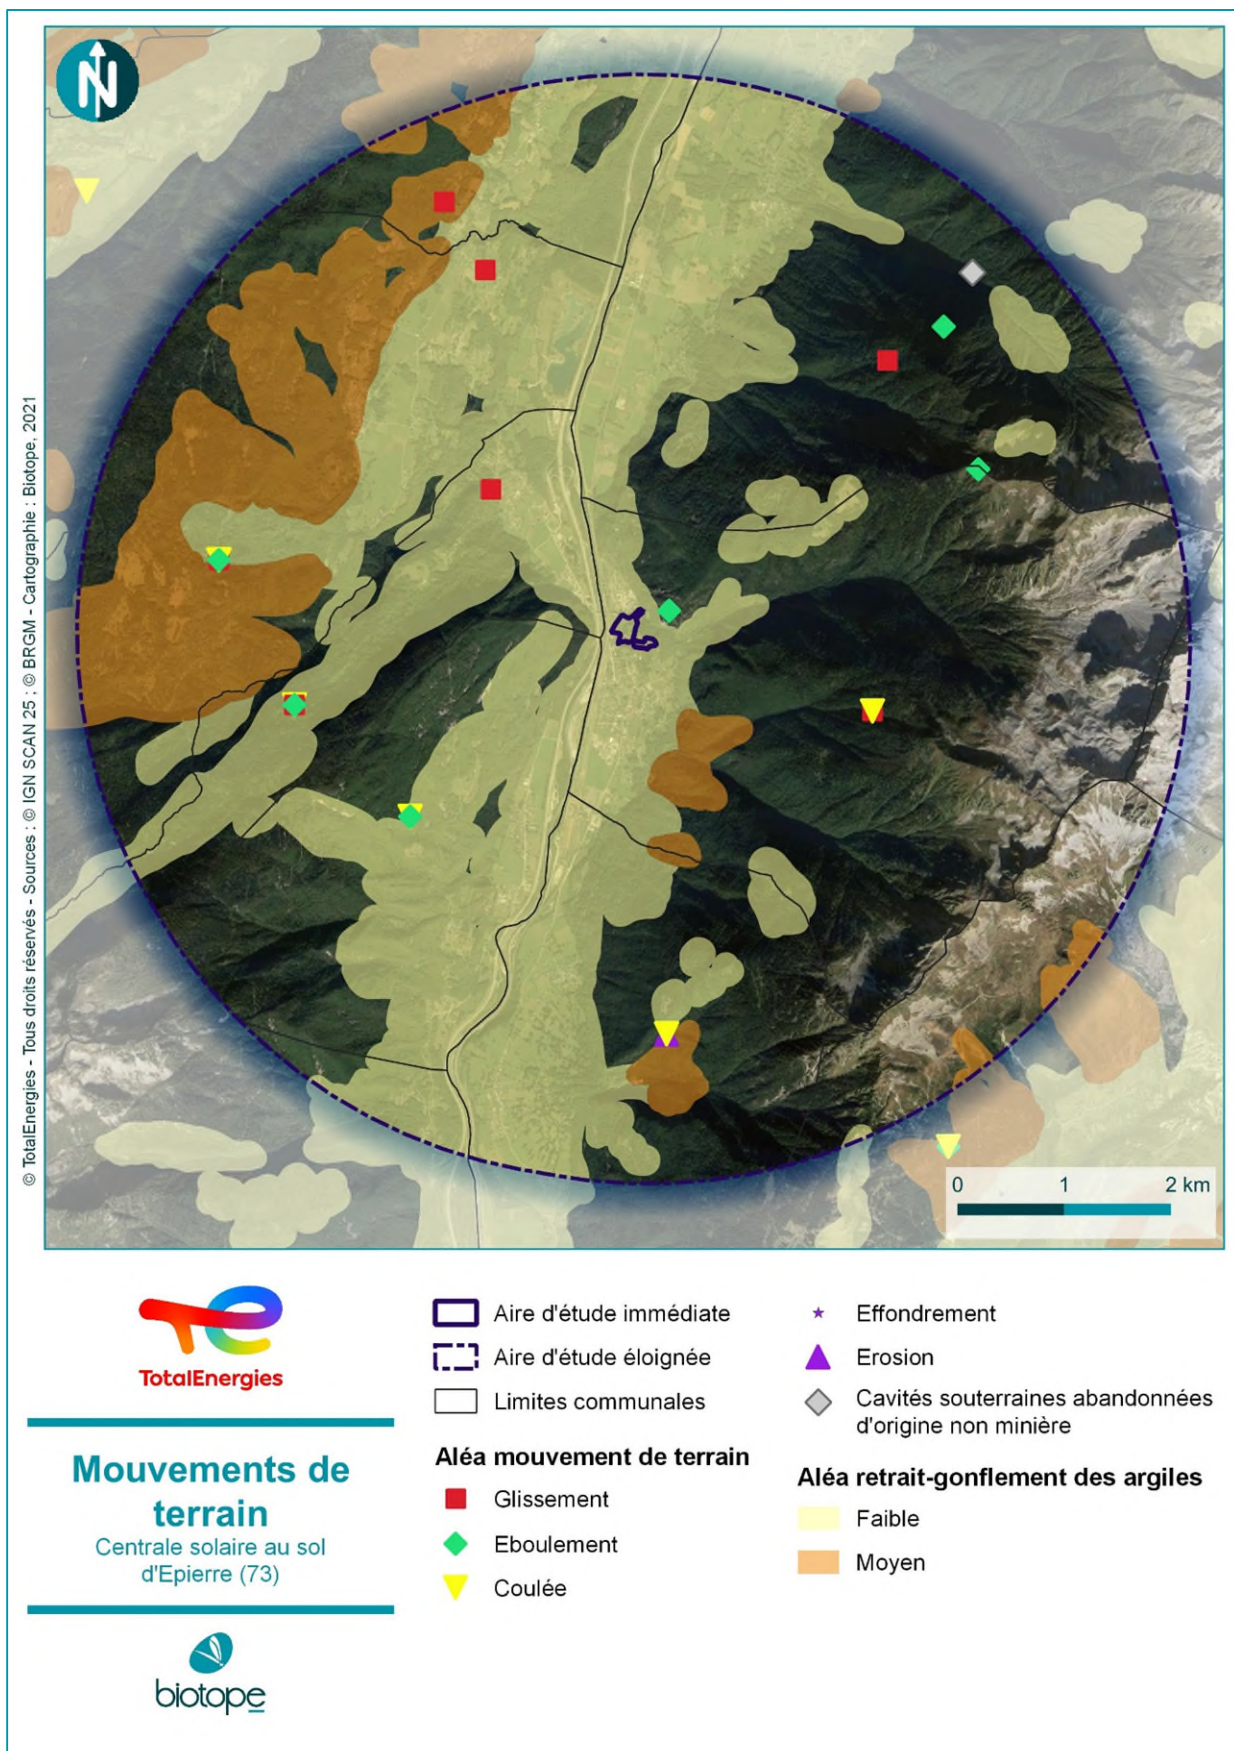 N
© TotalEnergies - Tous droits réservés - Sources : © IGN SCAN 25 ; © BRGM - Cartographie : Biotope, 2021
0 1 2 km
TotalEnergies
Mouvements de
terrain
Centrale solaire au sol
d'Epierre (73)
biotope
Aire d'étude immédiate
Aire d'étude éloignée
Limites communales
Aléa mouvement de terrain
Glissement
Eboulement
Coulée
Effondrement
Erosion
Cavités souterraines abandonnées
d'origine non minière
Aléa retrait-gonflement des argiles
Faible
Moyen